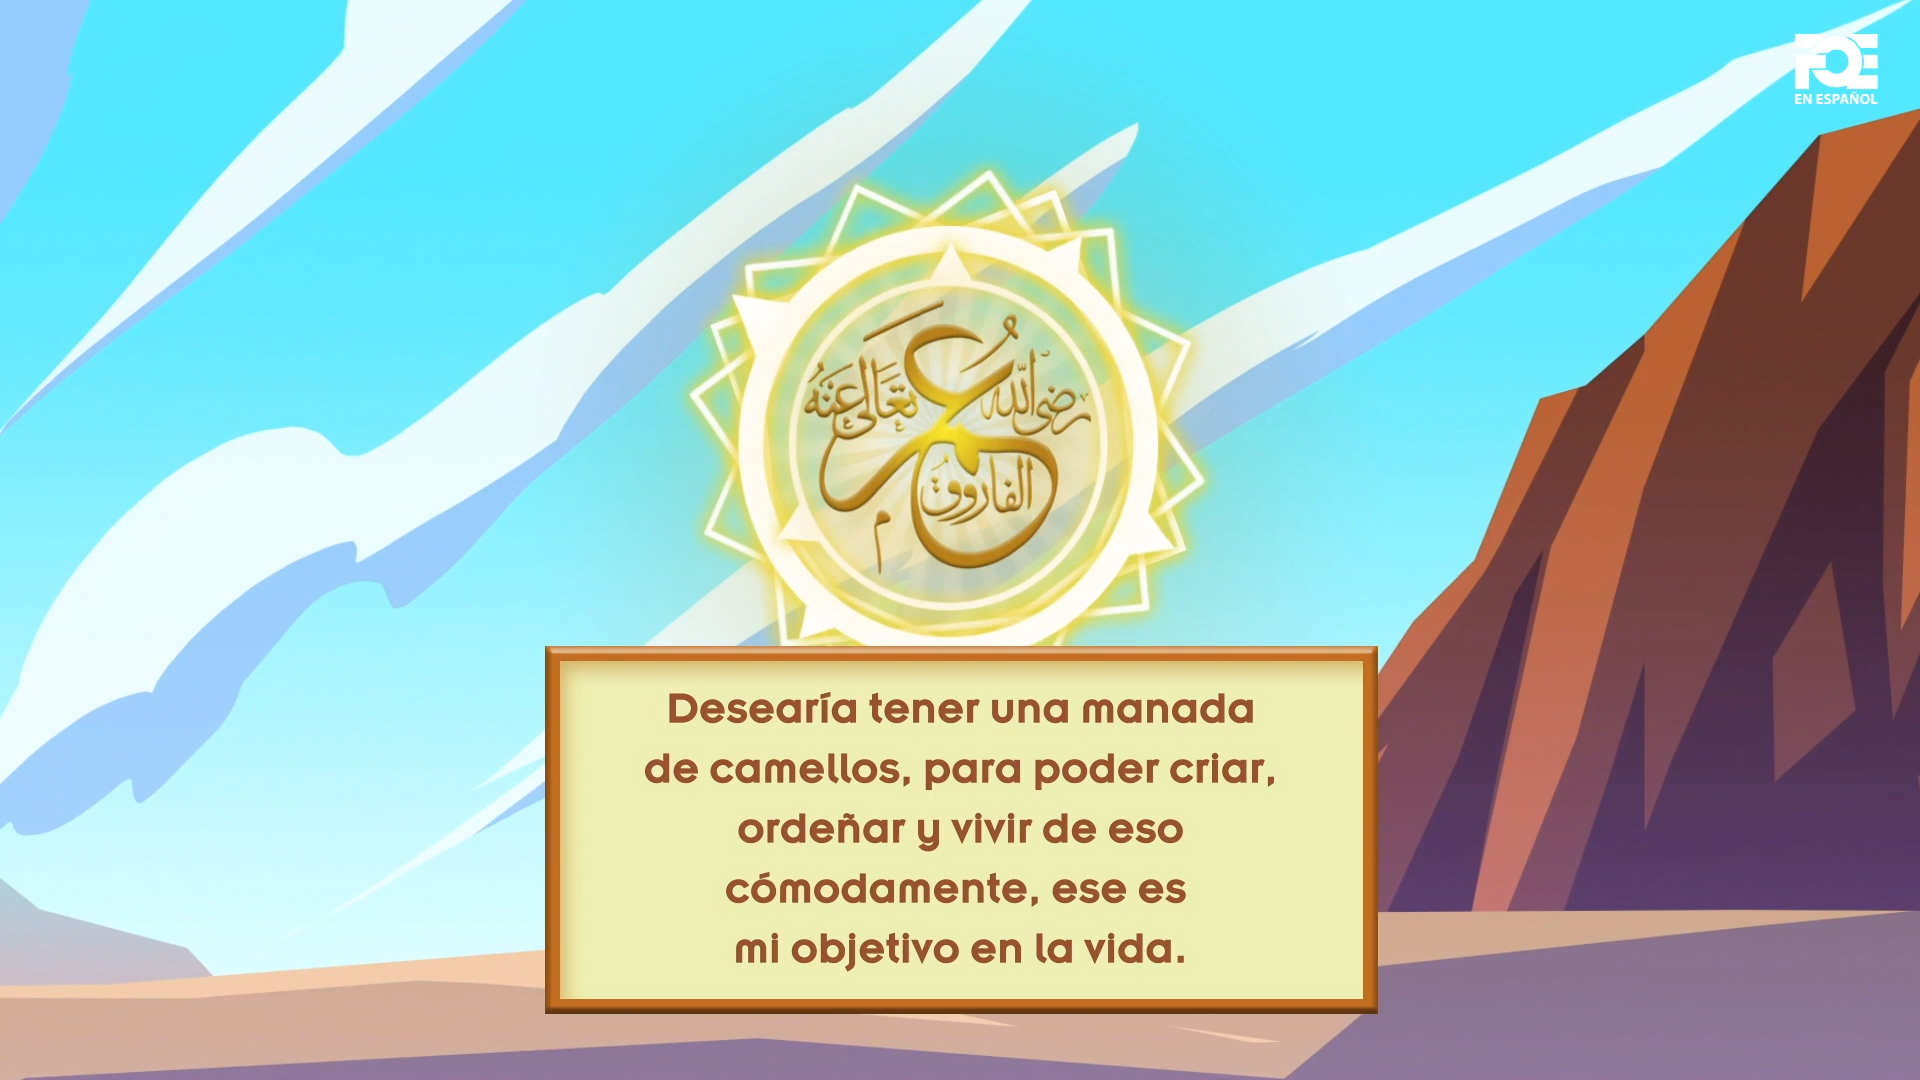 FQE
EN ESPAÑOL
عمر
رضي الله تعالى عنه
الفاروق
Desearía tener una manada
de camellos, para poder criar,
ordeñar y vivir de eso
cómodamente, ese es
mi objetivo en la vida.